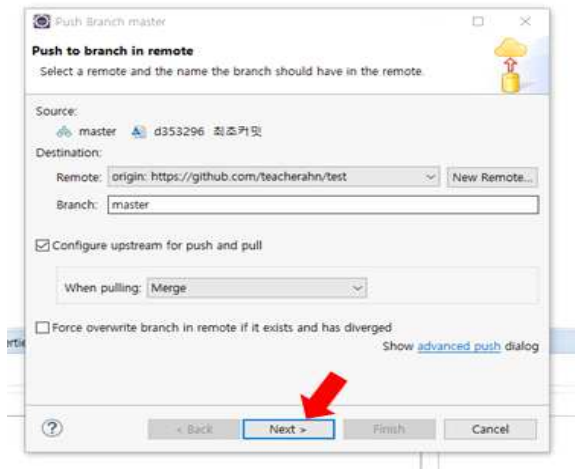 Push Branch master
Push to branch in remote
Select a remote and the name the branch should have in the remote.
Source:
master d353296 최초커밋
Destination:
Remote: origin: https://github.com/teacherahn/test New Remote...
Branch: master
Configure upstream for push and pull
When pulling: Merge
Force overwrite branch in remote if it exists and has diverged
Show advanced push dialog
< Back Next > Finish Cancel